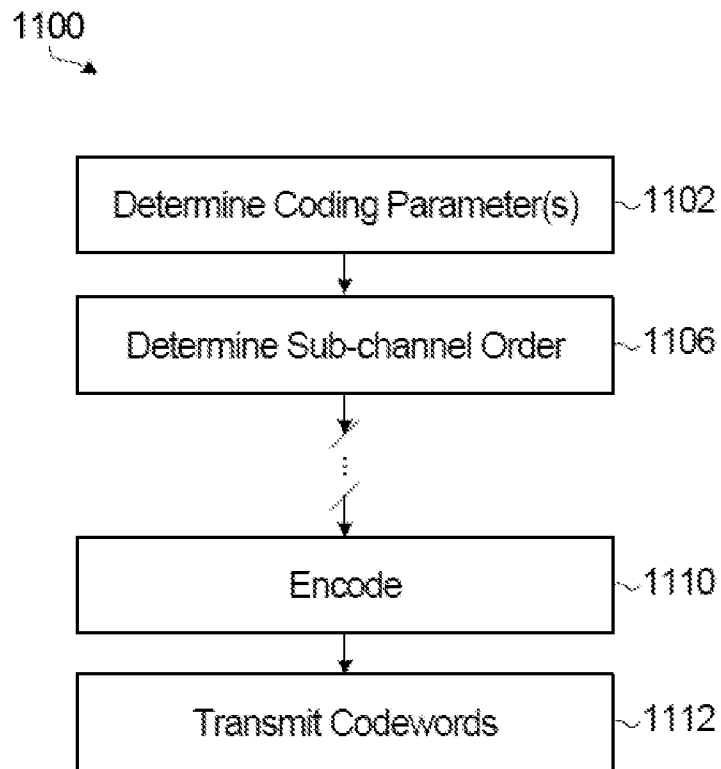 1100
Determine Coding Parameter(s)
1102
Determine Sub-channel Order
1106
Encode
1110
Transmit Codewords
1112